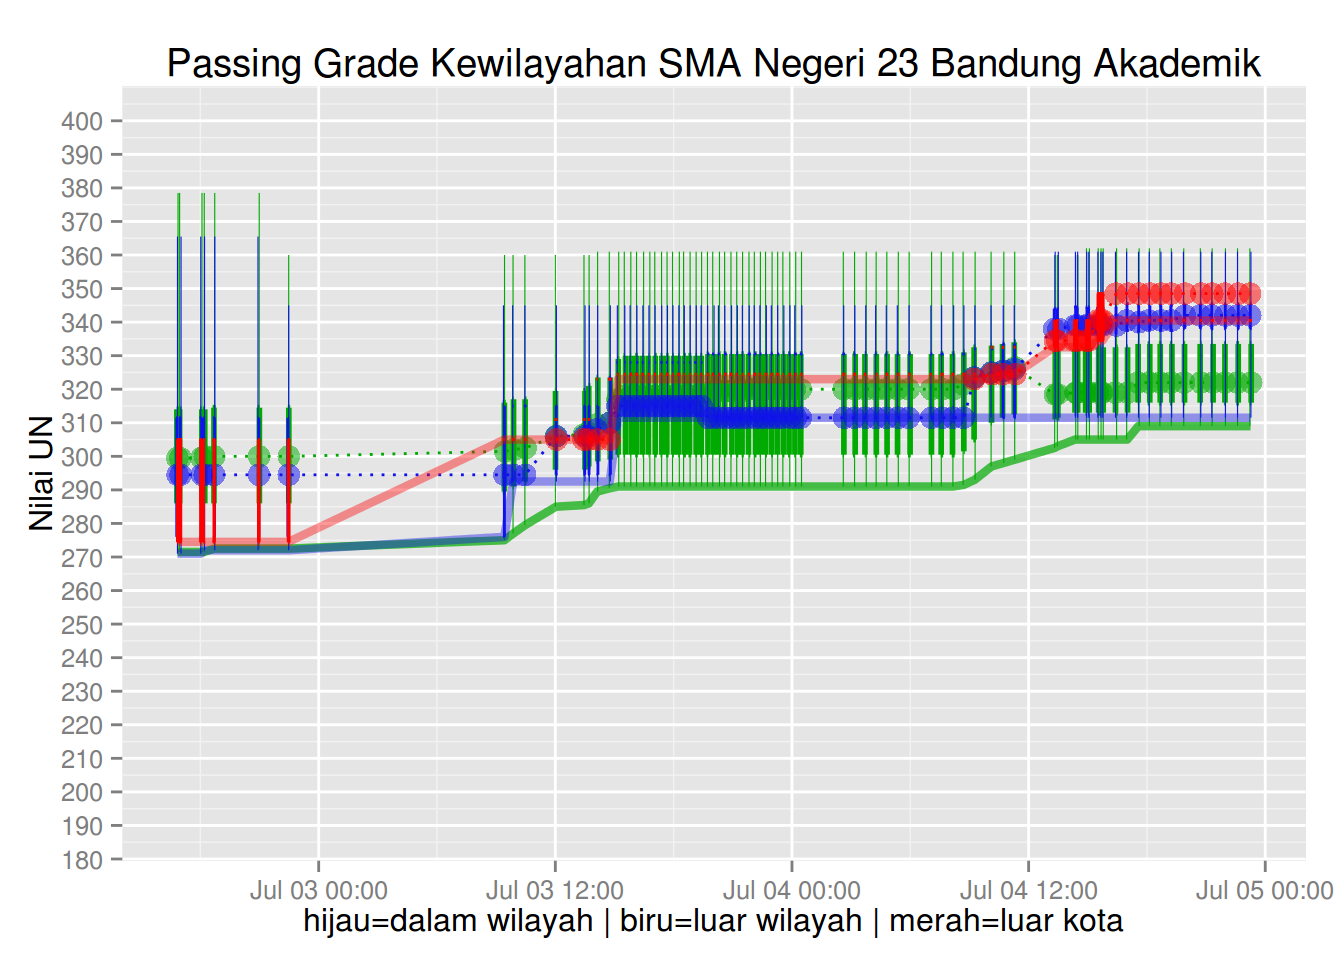 Passing Grade Kewilayahan SMA Negeri 23 Bandung Akademik
Nilai UN
400
390
380
370
360
350
340
330
320
310
300
290
280
270
260
250
240
230
220
210
200
190
180
Jul 03 00:00
Jul 03 12:00
Jul 04 00:00
Jul 04 12:00
Jul 05 00:00
hijau=dalam wilayah | biru=luar wilayah | merah=luar kota